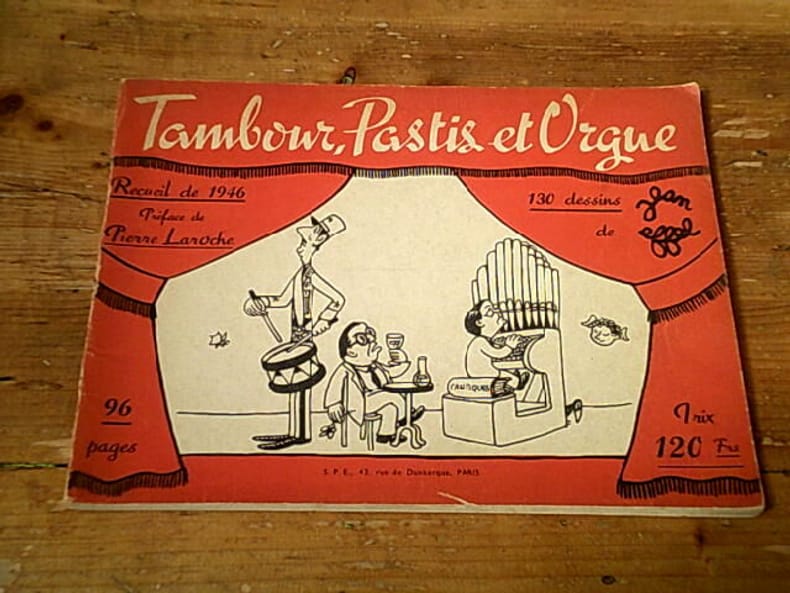 Tambour, Pastis et Orgue
Recueil de 1946
Préface de
Pierre Laroche
130 dessins
de
jean
effel
CANTIQUES
96
pages
Prix
120 Frs
S. P. E., 43, rue de Dunkerque, PARIS